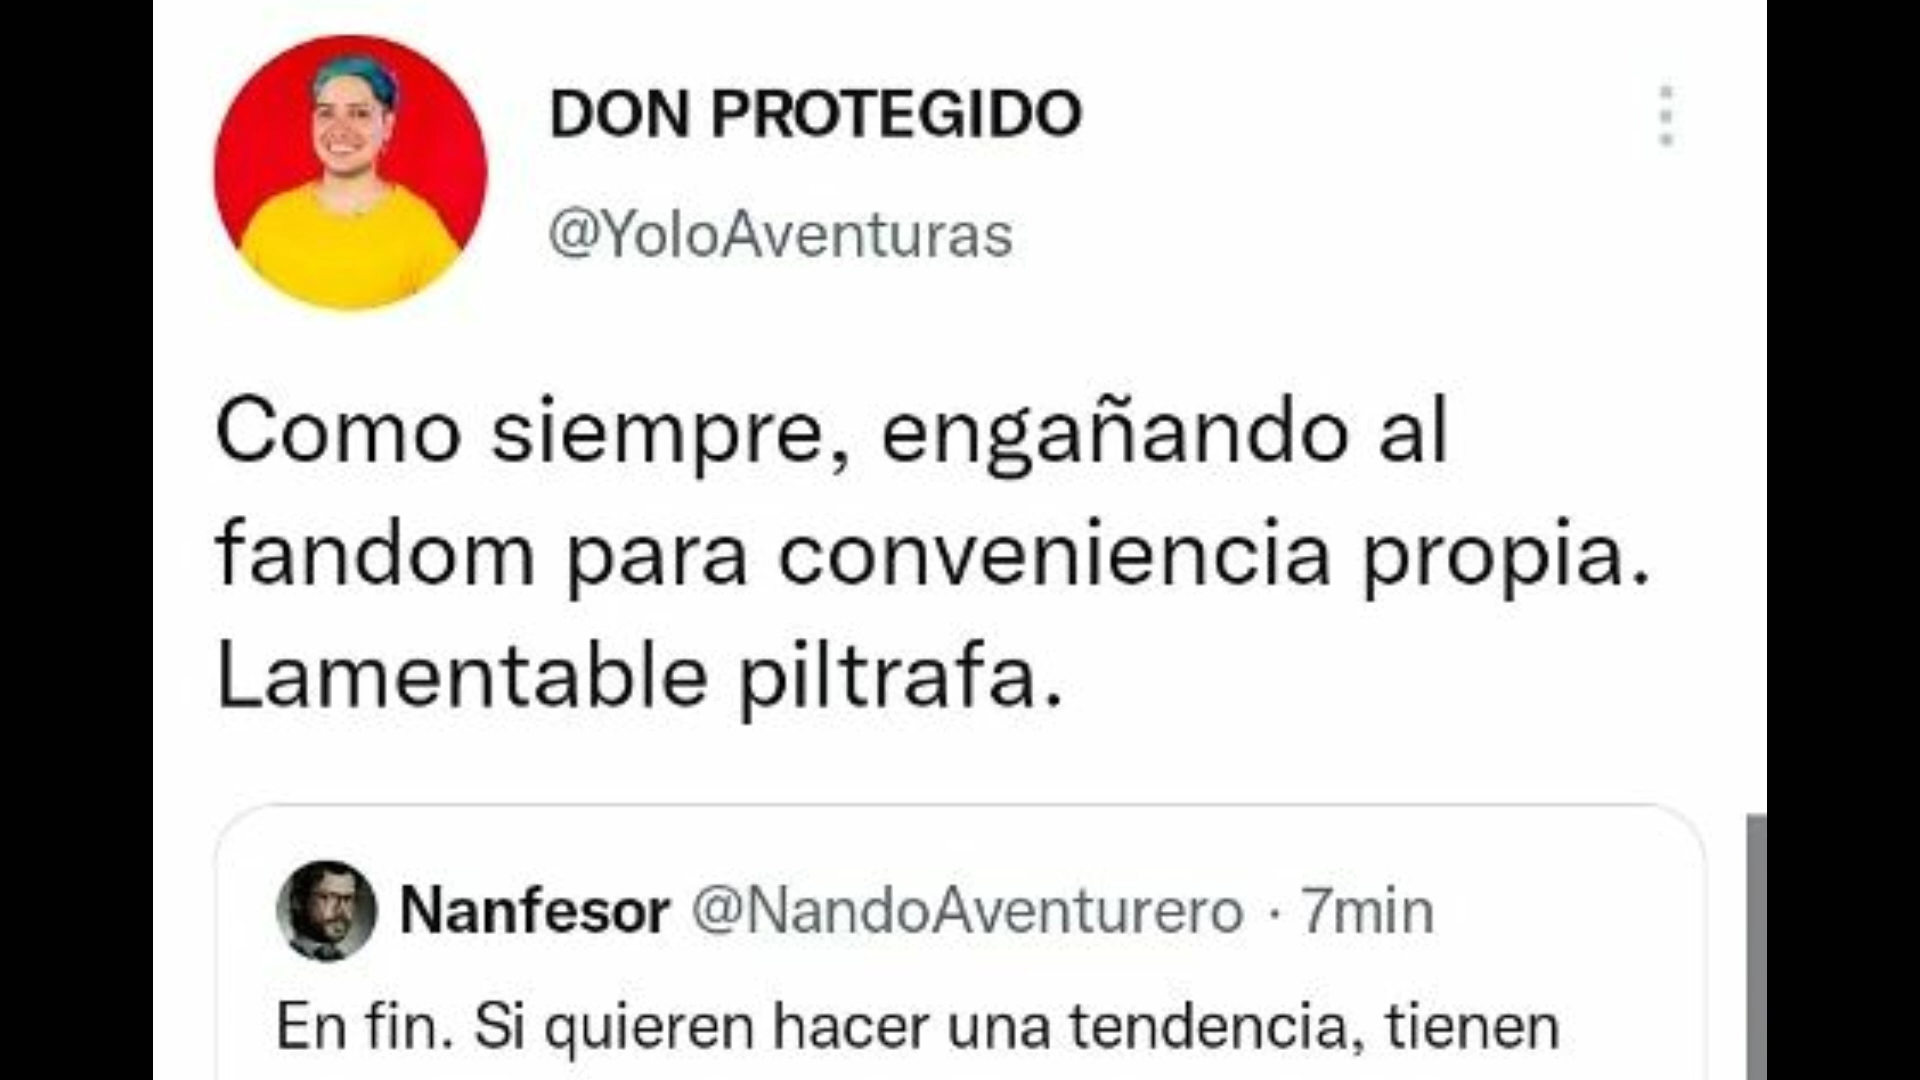 DON PROTEGIDO
@YoloAventuras
Como siempre, engañando al
fandom para conveniencia propia.
Lamentable piltrafa.
Nanfesor @NandoAventurero · 7min
En fin. Si quieren hacer una tendencia, tienen